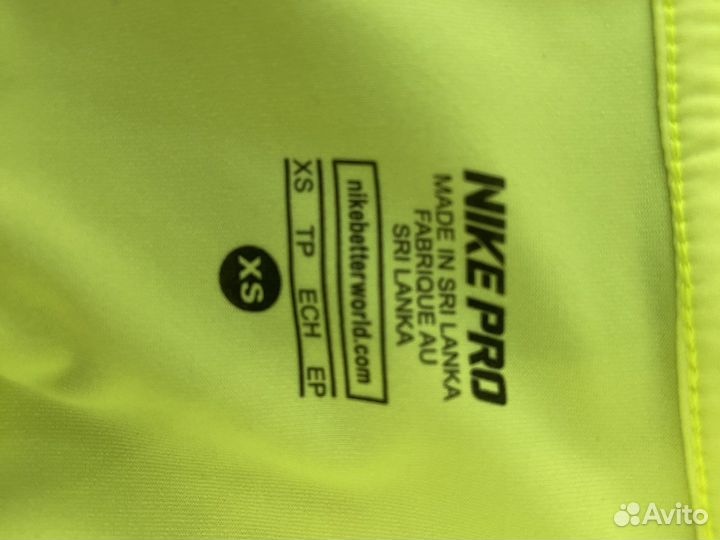 NIKE PRO
MADE IN SRI LANKA
FABRIQUE AU
SRI LANKA
nikebetterworld.com
XS TP ECH EP
XS
Avito